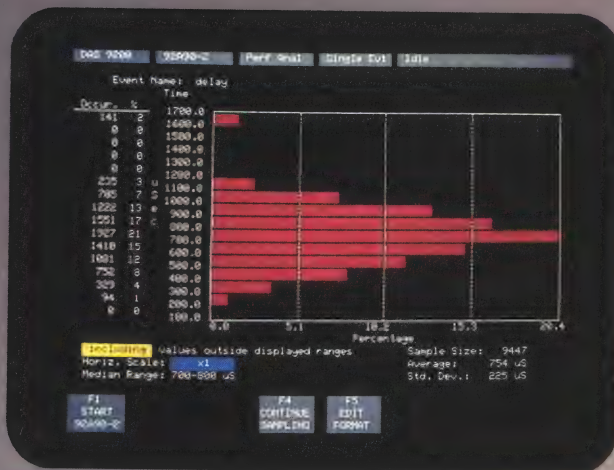 DAS 9200 92A90-2 Perf Anal Single Evt Idle
Event Name: delay
Time
Occur. %
1700.0
141 2
1600.0
0 0
1500.0
0 0
1400.0
0 0
1300.0
0 0
1200.0
235 3
1100.0
705 7
1000.0
1222 13
900.0
1551 17
800.0
1927 21
700.0
1410 15
600.0
1081 12
500.0
752 8
400.0
329 4
300.0
94 1
200.0
0 0
100.0
uSec
0.0 5.1 10.2 15.3 20.4
Percentage
including values outside displayed ranges
Horiz. Scale: x1
Median Range: 700-800 uS
Sample Size: 9447
Average: 754 uS
Std. Dev.: 225 uS
F1
START
92A90-2
F4
CONTINUE
SAMPLING
F5
EDIT
FORMAT